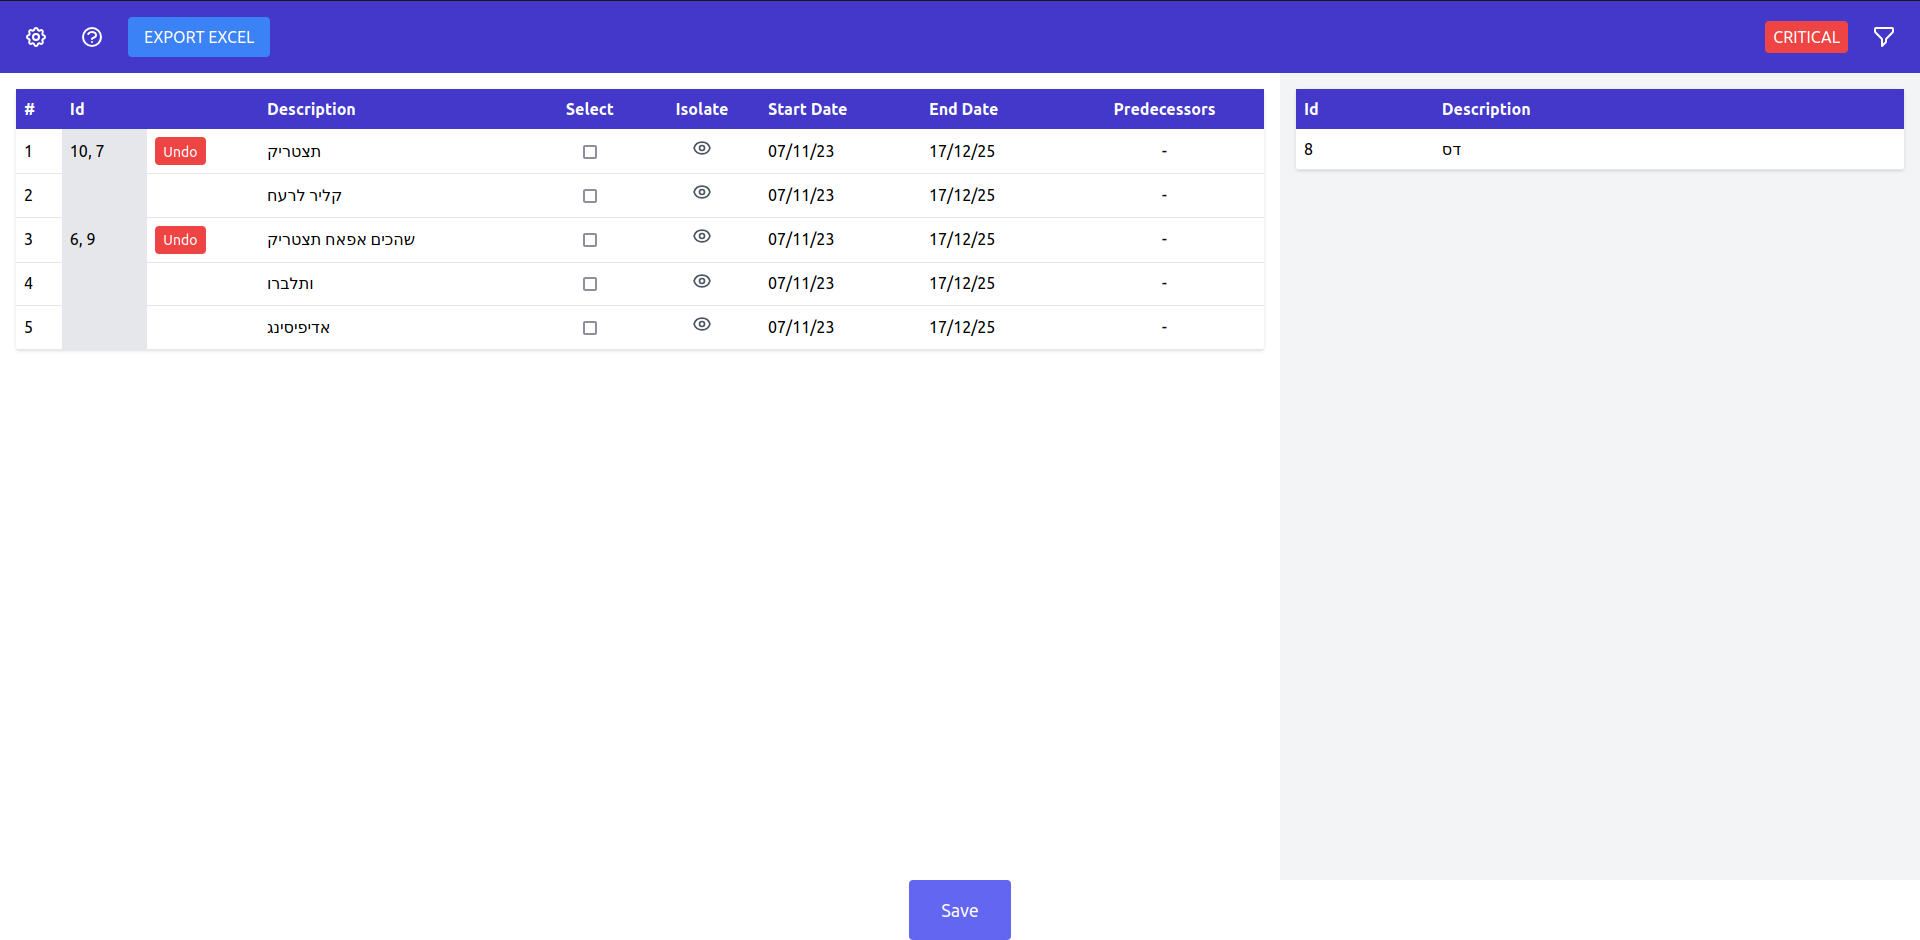 EXPORT EXCEL CRITICAL
# Id Description Select Isolate Start Date End Date Predecessors
1 10, 7 Undo תצטריק 07/11/23 17/12/25 -
2 קליר לרעח 07/11/23 17/12/25 -
3 6, 9 Undo שהכים אפאח תצטריק 07/11/23 17/12/25 -
4 ותלברו 07/11/23 17/12/25 -
5 אדיפיסינג 07/11/23 17/12/25 -
Id Description
8 דס
Save